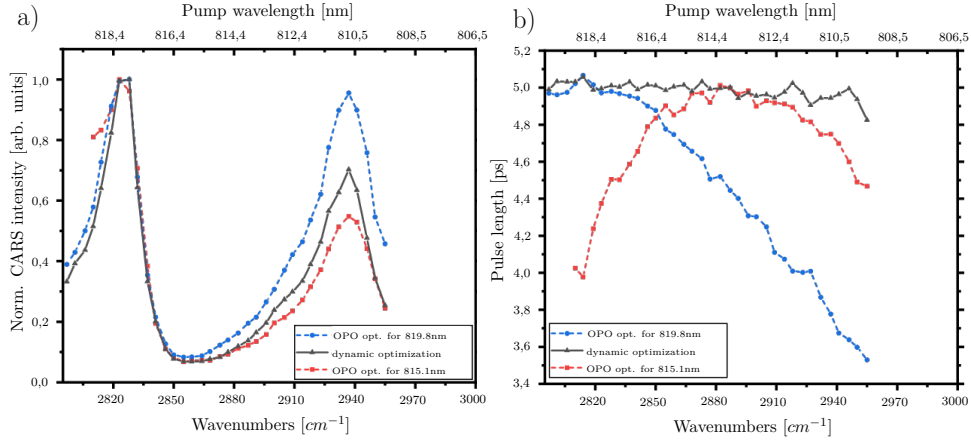 a)
Pump wavelength [nm]
818,4 816,4 814,4 812,4 810,5 808,5 806,5
Norm. CARS intensity [arb. units]
1,0
0,8
0,6
0,4
0,2
0,0
OPO opt. for 819.8nm
dynamic optimization
OPO opt. for 815.1nm
2820 2850 2880 2910 2940 2970 3000
Wavenumbers [cm⁻¹]
b)
Pump wavelength [nm]
818,4 816,4 814,4 812,4 810,5 808,5 806,5
Pulse length [ps]
5,2
5,0
4,8
4,6
4,4
4,2
4,0
3,8
3,6
3,4
OPO opt. for 819.8nm
dynamic optimization
OPO opt. for 815.1nm
2820 2850 2880 2910 2940 2970 3000
Wavenumbers [cm⁻¹]